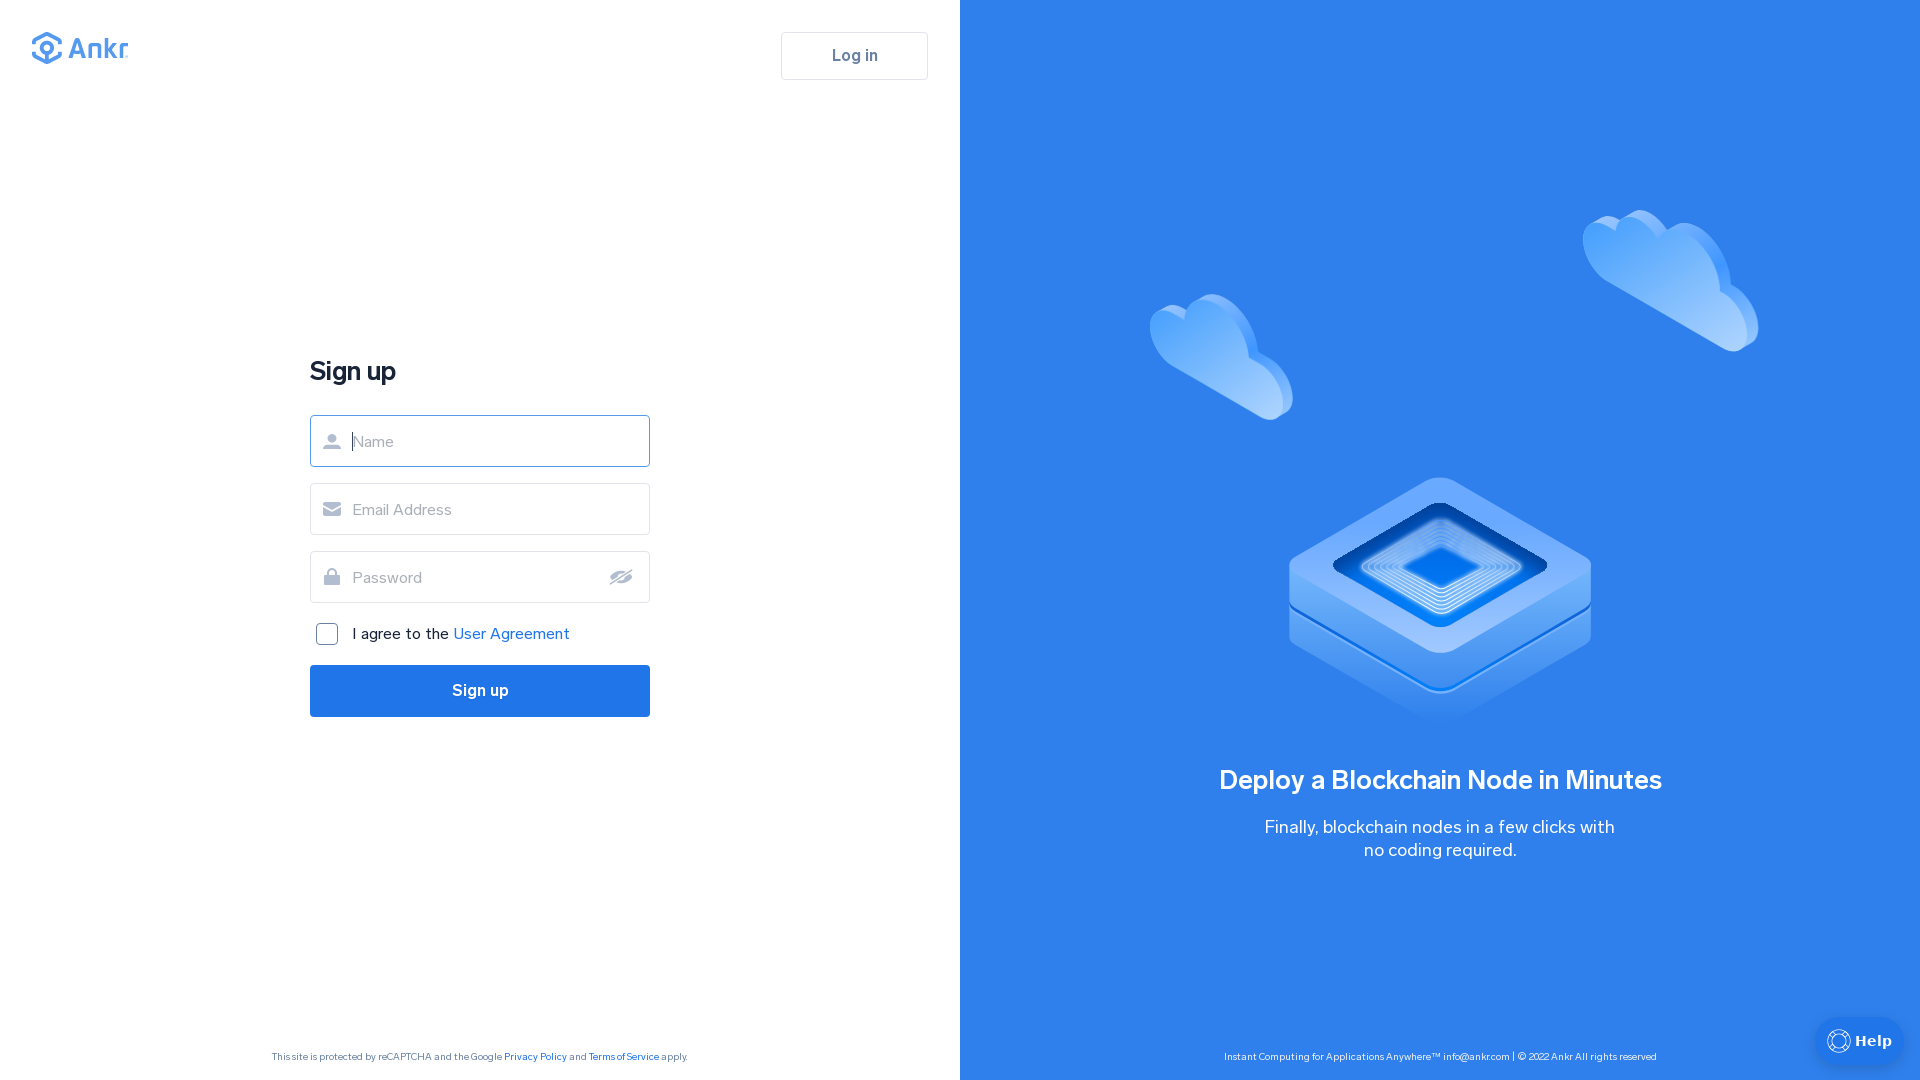 Ankr
Log in
Sign up
Name
Email Address
Password
I agree to the User Agreement
Sign up
This site is protected by reCAPTCHA and the Google Privacy Policy and Terms of Service apply.
Deploy a Blockchain Node in Minutes
Finally, blockchain nodes in a few clicks with
no coding required.
Instant Computing for Applications Anywhere™ info@ankr.com | © 2022 Ankr All rights reserved
Help